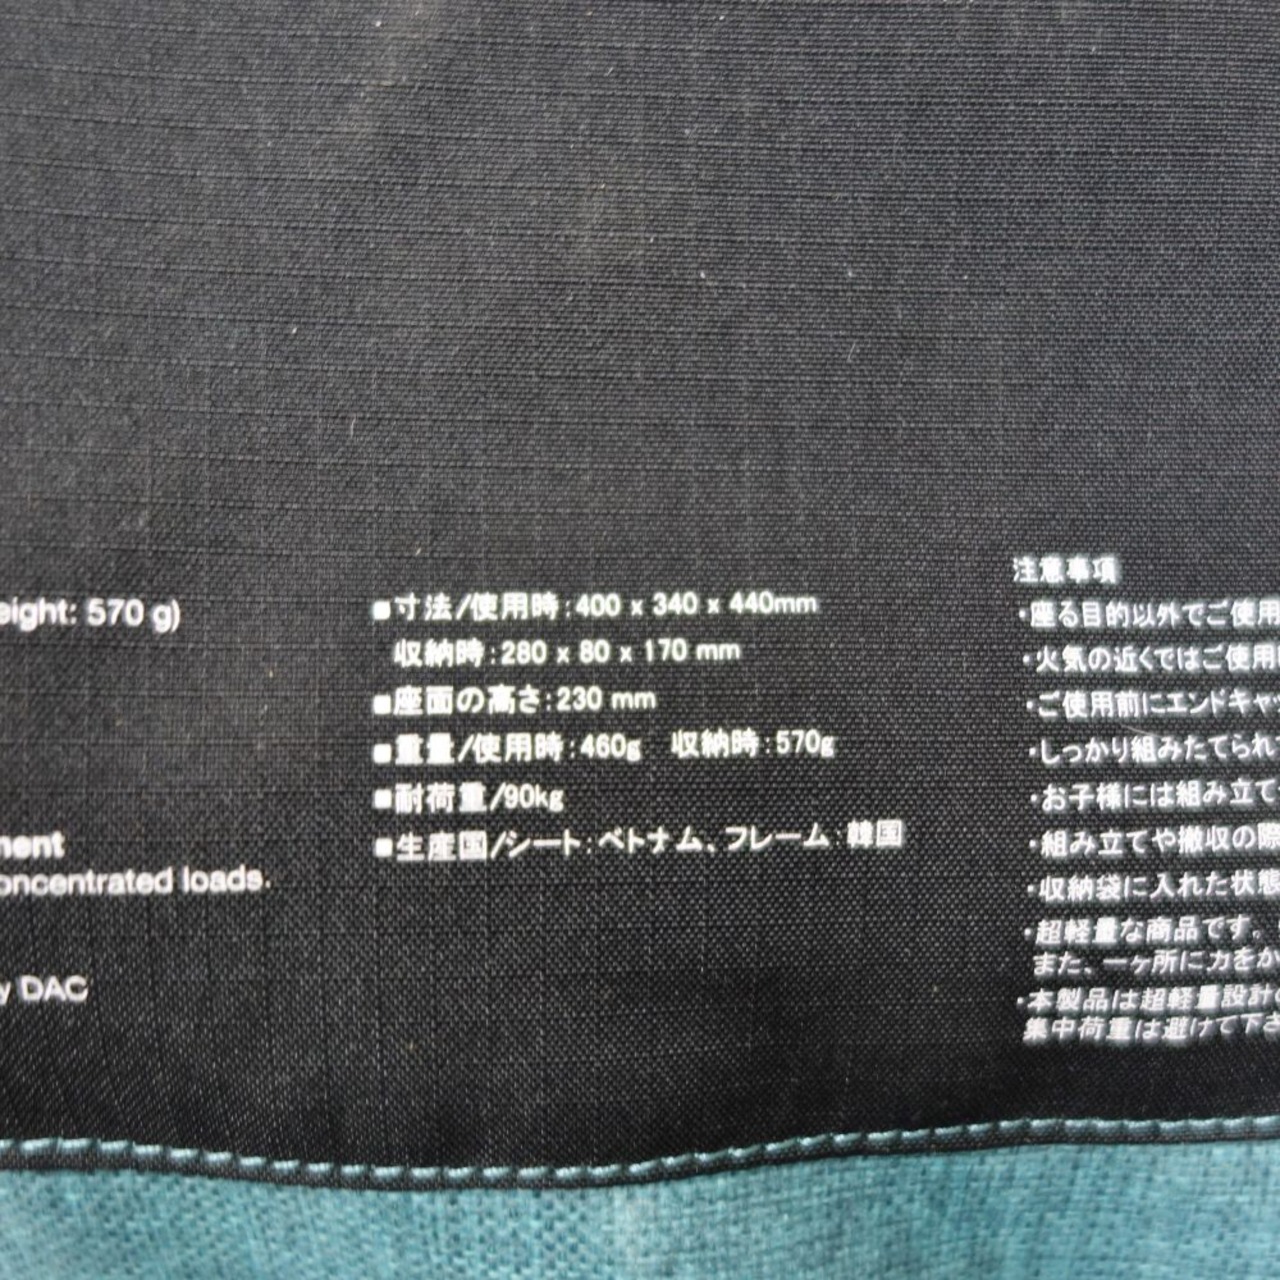 eight: 570 g)
ment
oncentrated loads.
y DAC
■寸法/使用時:400 x 340 x 440mm
収納時:280 x 80 x 170 mm
■座面の高さ:230 mm
■重量/使用時:460g 収納時:570g
■耐荷重/90kg
■生産国/シート:ベトナム、フレーム:韓国
注意事項
・座る目的以外でご使用
・火気の近くではご使用
・ご使用前にエンドキャ
・しっかり組みたてられ
・お子様には組み立て
・組み立てや撤収の際
・収納袋に入れた状態
・超軽量な商品です。
また、一ヶ所に力をか
・本製品は超軽量設計
集中荷重は避けて下さ